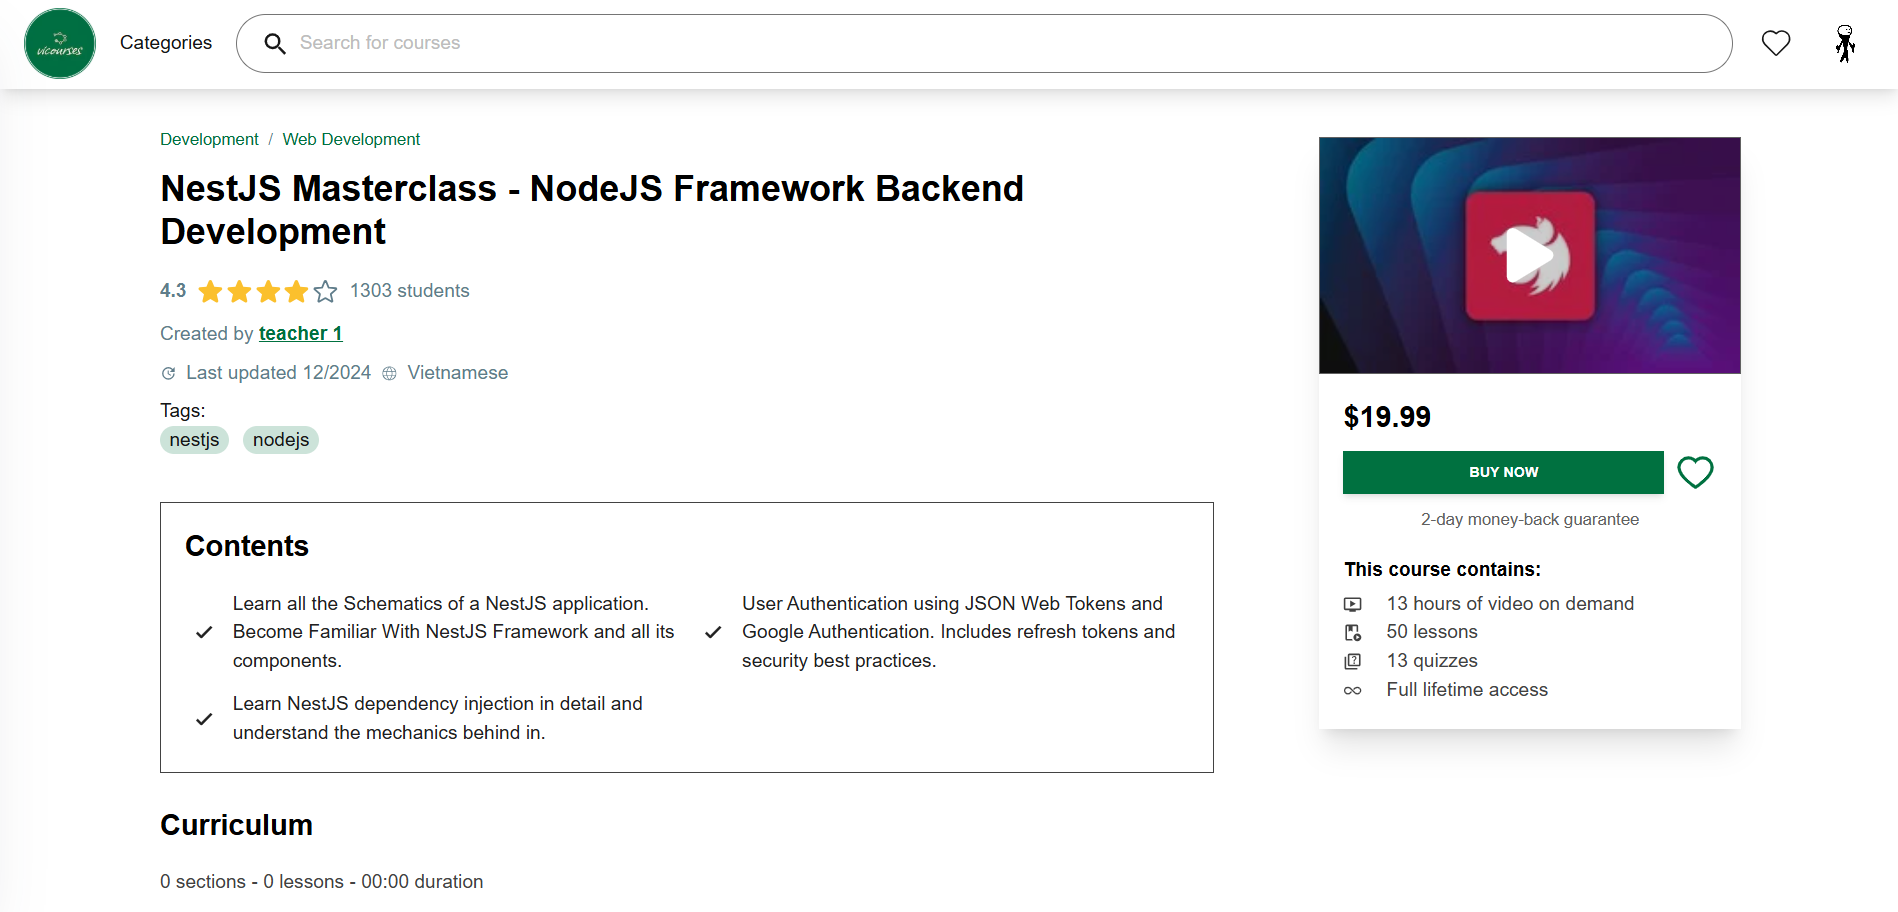 vicourses
Categories
Search for courses
Development / Web Development
NestJS Masterclass - NodeJS Framework Backend
Development
4.3 1303 students
Created by teacher 1
Last updated 12/2024 Vietnamese
Tags:
nestjs nodejs
Contents
Learn all the Schematics of a NestJS application.
Become Familiar With NestJS Framework and all its
components.
User Authentication using JSON Web Tokens and
Google Authentication. Includes refresh tokens and
security best practices.
Learn NestJS dependency injection in detail and
understand the mechanics behind in.
Curriculum
0 sections - 0 lessons - 00:00 duration
$19.99
BUY NOW
2-day money-back guarantee
This course contains:
13 hours of video on demand
50 lessons
13 quizzes
Full lifetime access